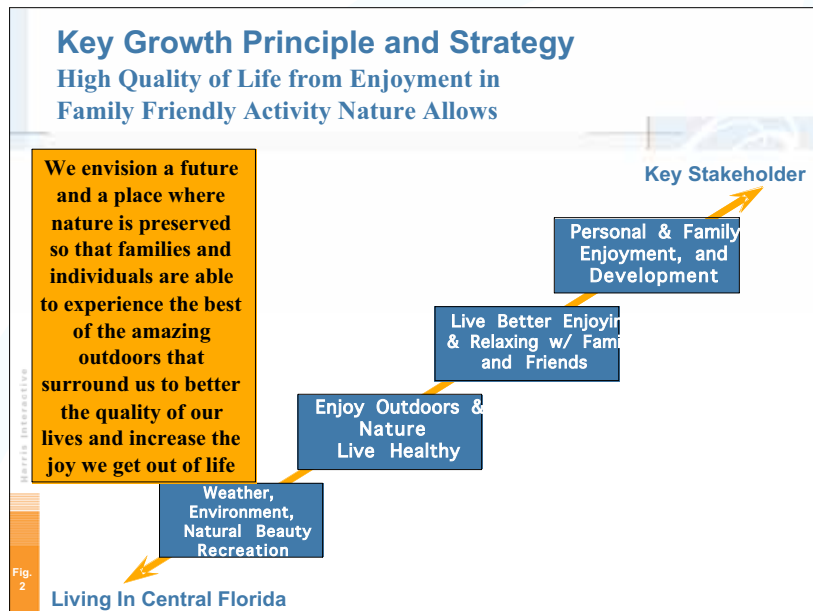 Key Growth Principle and Strategy
High Quality of Life from Enjoyment in
Family Friendly Activity Nature Allows
We envision a future
and a place where
nature is preserved
so that families and
individuals are able
to experience the best
of the amazing
outdoors that
surround us to better
the quality of our
lives and increase the
joy we get out of life
Key Stakeholder
Personal & Family
Enjoyment, and
Development
Live Better Enjoyin
& Relaxing w/ Fami
and Friends
Enjoy Outdoors &
Nature
Live Healthy
Weather,
Environment,
Natural Beauty
Recreation
Living In Central Florida
Harris Interactive
Fig.
2